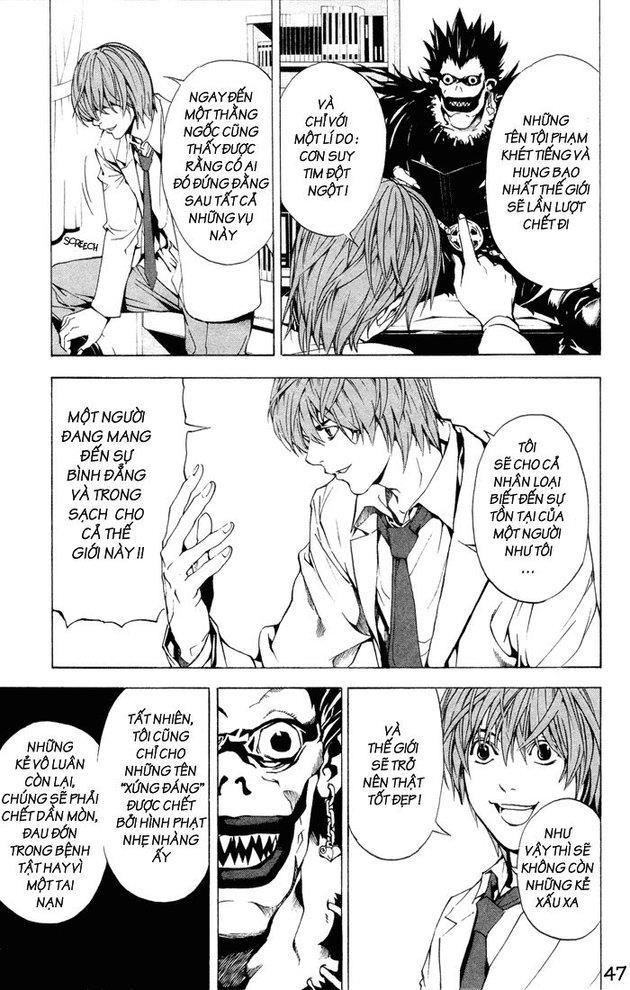 NHỮNG
TÊN TỘI PHẠM
KHÉT TIẾNG VÀ
HUNG BẠO
NHẤT THẾ GIỚI
SẼ LẦN LƯỢT
CHẾT ĐI
VÀ
CHỈ VỚI
MỘT LÍ DO :
CƠN SUY
TIM ĐỘT
NGỘT !
NGAY ĐẾN
MỘT THẰNG
NGỐC CŨNG
THẤY ĐƯỢC
RẰNG CÓ AI
ĐÓ ĐỨNG ĐẰNG
SAU TẤT CẢ
NHỮNG VỤ
NÀY
SCREECH
TÔI
SẼ CHO CẢ
NHÂN LOẠI
BIẾT ĐẾN SỰ
TỒN TẠI CỦA
MỘT NGƯỜI
NHƯ TÔI
...
MỘT NGƯỜI
ĐANG MANG
ĐẾN SỰ
BÌNH ĐẲNG
VÀ TRONG
SẠCH CHO
CẢ THẾ
GIỚI NÀY !!
NHƯ
VẬY THÌ SẼ
KHÔNG CÒN
NHỮNG KẺ
XẤU XA
VÀ
THẾ GIỚI
SẼ TRỞ
NÊN THẬT
TỐT ĐẸP !
TẤT NHIÊN,
TÔI CŨNG
CHỈ CHO
NHỮNG TÊN
"XỨNG ĐÁNG"
ĐƯỢC CHẾT
BỞI HÌNH PHẠT
NHẸ NHÀNG
ẤY
NHỮNG
KẺ VÔ LUÂN
CÒN LẠI,
CHÚNG SẼ PHẢI
CHẾT DẦN MÒN,
ĐAU ĐỚN
TRONG BỆNH
TẬT HAY VÌ
MỘT TAI
NẠN
47